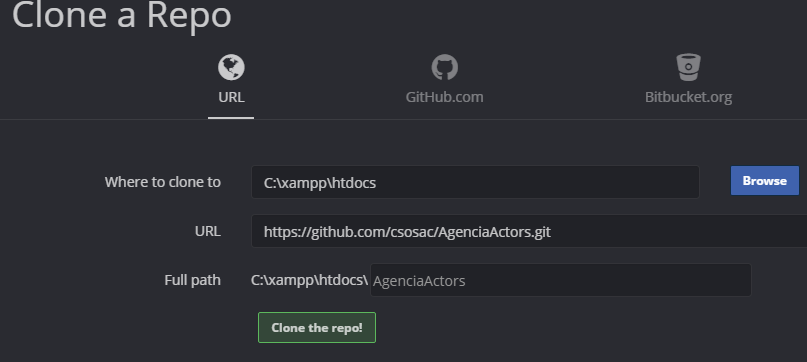 Clone a Repo
URL GitHub.com Bitbucket.org
Where to clone to C:\xampp\htdocs Browse
URL https://github.com/csosac/AgenciaActors.git
Full path C:\xampp\htdocs\ AgenciaActors
Clone the repo!